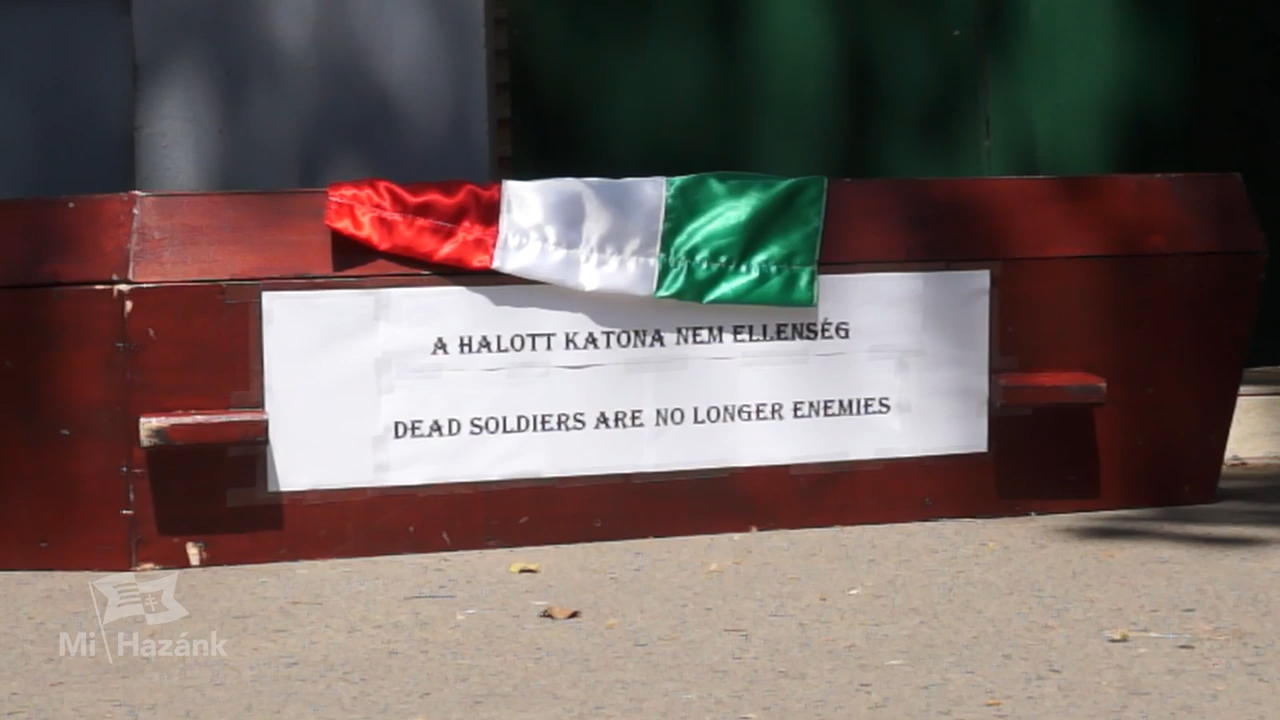 A HALOTT KATONA NEM ELLENSÉG
DEAD SOLDIERS ARE NO LONGER ENEMIES
Mi Hazánk